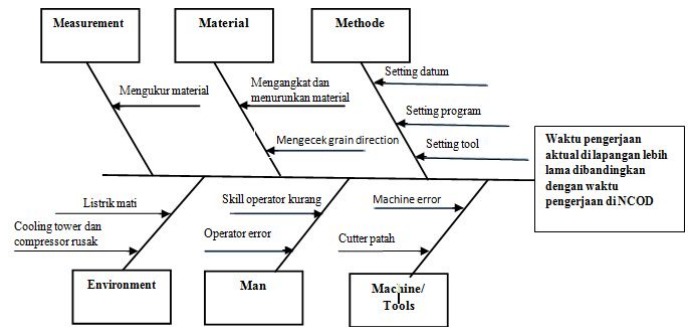 Measurement
Material
Methode
Mengukur material
Mengangkat dan
menurunkan material
Mengecek grain direction
Setting datum
Setting program
Setting tool
Waktu pengerjaan
aktual di lapangan lebih
lama dibandingkan
dengan waktu
pengerjaan di NCOD
Listrik mati
Cooling tower dan
compressor rusak
Skill operator kurang
Operator error
Machine error
Cutter patah
Environment
Man
Machine/
Tools